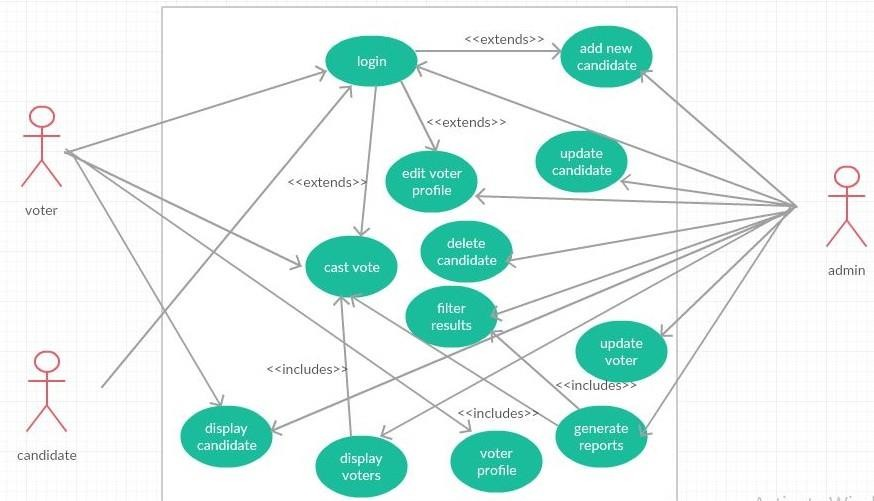 <<extends>>
add new
candidate
login
<<extends>>
update
candidate
edit voter
profile
<<extends>>
voter
delete
candidate
cast vote
admin
filter
results
update
voter
<<includes>>
<<includes>>
<<includes>>
display
candidate
generate
reports
candidate
display
voters
voter
profile